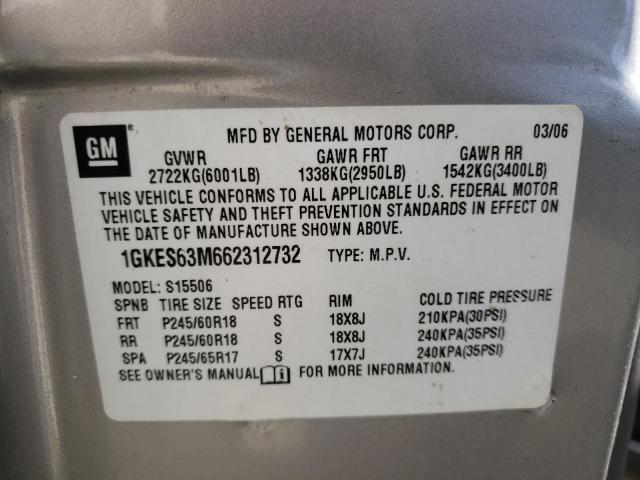 GM ® MFD BY GENERAL MOTORS CORP. 03/06
GVWR GAWR FRT GAWR RR
2722KG(6001LB) 1338KG(2950LB) 1542KG(3400LB)
THIS VEHICLE CONFORMS TO ALL APPLICABLE U.S. FEDERAL MOTOR
VEHICLE SAFETY AND THEFT PREVENTION STANDARDS IN EFFECT ON
THE DATE OF MANUFACTURE SHOWN ABOVE.
1GKES63M662312732 TYPE: M.P.V.
MODEL: S15506
SPNB TIRE SIZE SPEED RTG RIM COLD TIRE PRESSURE
FRT P245/60R18 S 18X8J 210KPA(30PSI)
RR P245/60R18 S 18X8J 240KPA(35PSI)
SPA P245/65R17 S 17X7J 240KPA(35PSI)
SEE OWNER'S MANUAL FOR MORE INFORMATION.